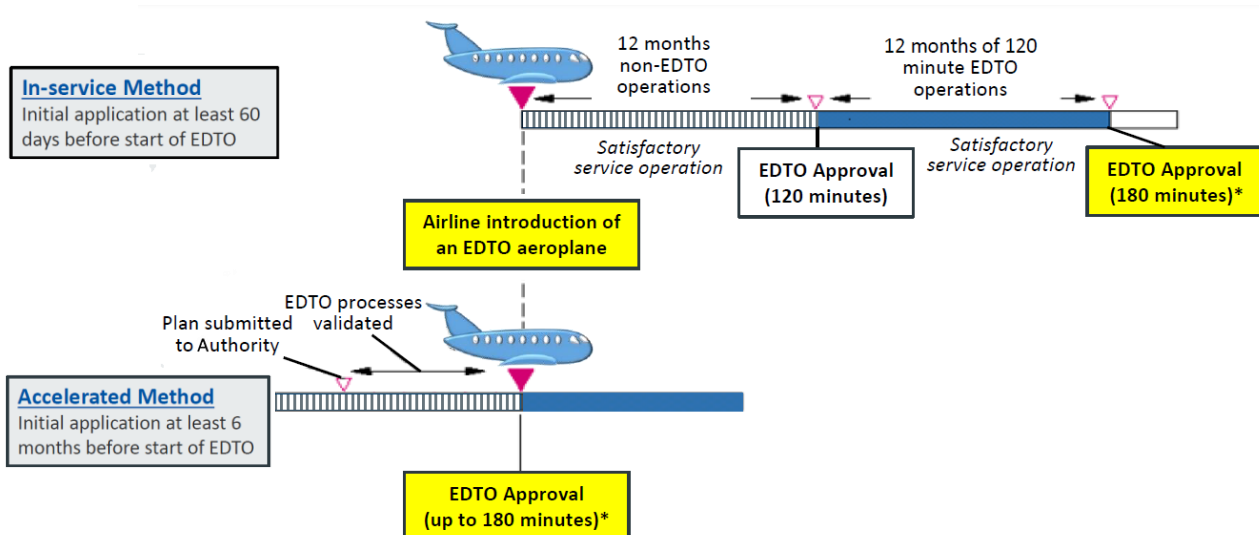 In-service Method
Initial application at least 60
days before start of EDTO
12 months
non-EDTO
operations
12 months of 120
minute EDTO
operations
Satisfactory
service operation
EDTO Approval
(120 minutes)
Satisfactory
service operation
EDTO Approval
(180 minutes)*
Airline introduction of
an EDTO aeroplane
Plan submitted
to Authority
EDTO processes
validated
Accelerated Method
Initial application at least 6
months before start of EDTO
EDTO Approval
(up to 180 minutes)*